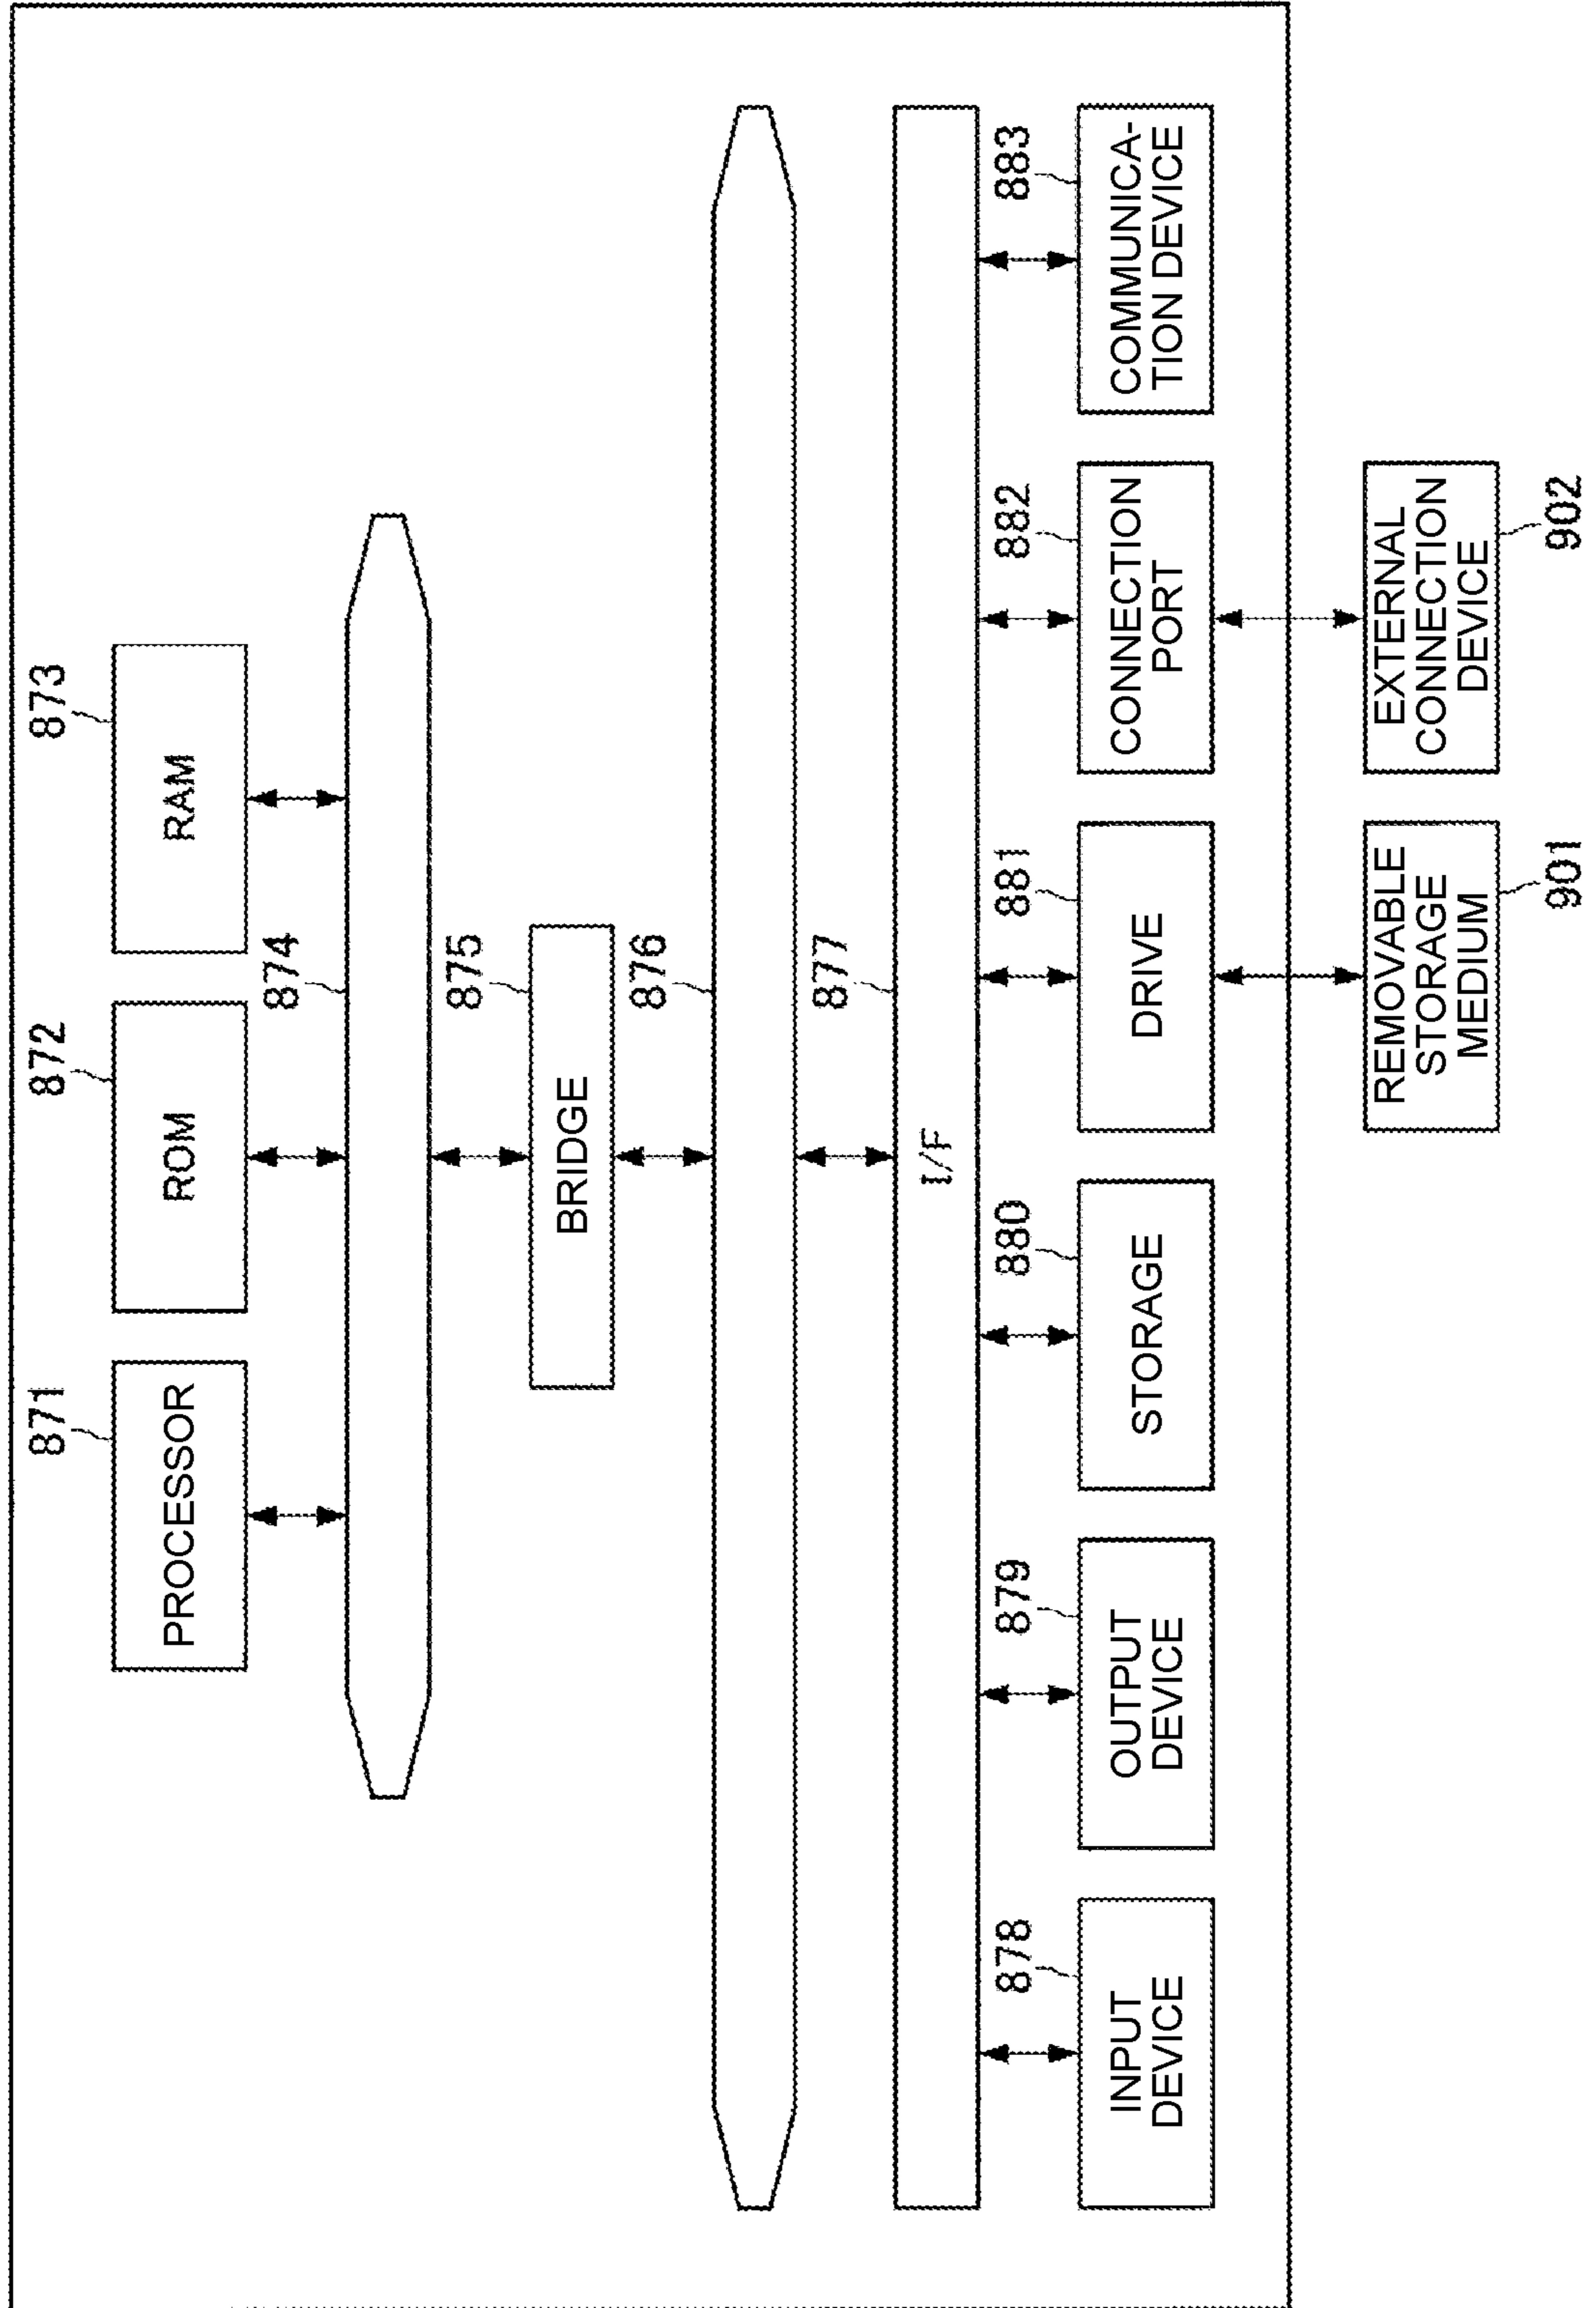 871
872
873
PROCESSOR
ROM
RAM
874
875
BRIDGE
876
877
I/F
878
879
880
881
882
883
INPUT
DEVICE
OUTPUT
DEVICE
STORAGE
DRIVE
CONNECTION
PORT
COMMUNICA-
TION DEVICE
REMOVABLE
STORAGE
MEDIUM
EXTERNAL
CONNECTION
DEVICE
901
902